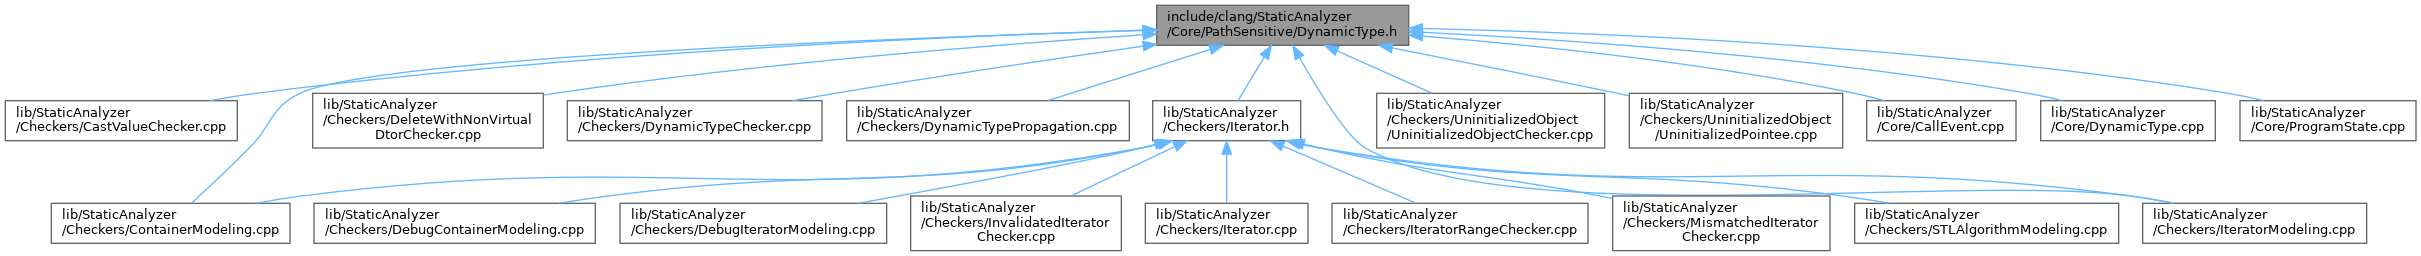 include/clang/StaticAnalyzer
/Core/PathSensitive/DynamicType.h
lib/StaticAnalyzer
/Checkers/CastValueChecker.cpp
lib/StaticAnalyzer
/Checkers/DeleteWithNonVirtual
DtorChecker.cpp
lib/StaticAnalyzer
/Checkers/DynamicTypeChecker.cpp
lib/StaticAnalyzer
/Checkers/DynamicTypePropagation.cpp
lib/StaticAnalyzer
/Checkers/Iterator.h
lib/StaticAnalyzer
/Checkers/UninitializedObject
/UninitializedObjectChecker.cpp
lib/StaticAnalyzer
/Checkers/UninitializedObject
/UninitializedPointee.cpp
lib/StaticAnalyzer
/Core/CallEvent.cpp
lib/StaticAnalyzer
/Core/DynamicType.cpp
lib/StaticAnalyzer
/Core/ProgramState.cpp
lib/StaticAnalyzer
/Checkers/ContainerModeling.cpp
lib/StaticAnalyzer
/Checkers/DebugContainerModeling.cpp
lib/StaticAnalyzer
/Checkers/DebugIteratorModeling.cpp
lib/StaticAnalyzer
/Checkers/InvalidatedIterator
Checker.cpp
lib/StaticAnalyzer
/Checkers/Iterator.cpp
lib/StaticAnalyzer
/Checkers/IteratorRangeChecker.cpp
lib/StaticAnalyzer
/Checkers/MismatchedIterator
Checker.cpp
lib/StaticAnalyzer
/Checkers/STLAlgorithmModeling.cpp
lib/StaticAnalyzer
/Checkers/IteratorModeling.cpp